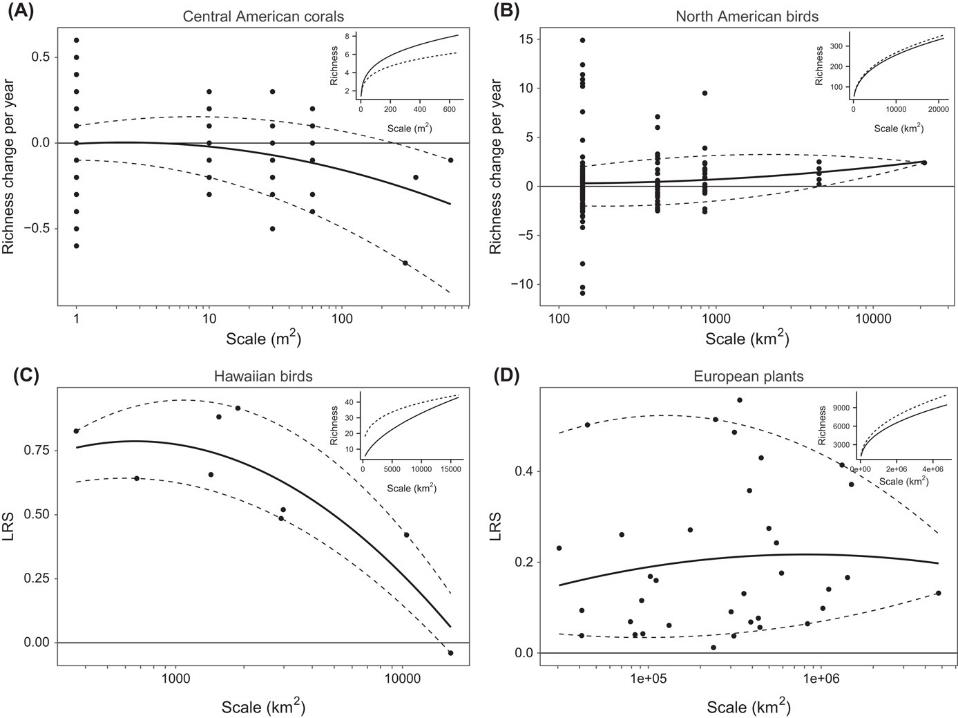 (A)
Central American corals
Richness change per year
0.5
0.0
−0.5
1
10
100
Scale (m²)
Richness
8
6
4
2
0
200
400
600
Scale (m²)
(B)
North American birds
Richness change per year
15
10
5
0
−5
−10
100
1000
10000
Scale (km²)
Richness
300
200
100
0
10000
20000
Scale (km²)
(C)
Hawaiian birds
LRS
0.75
0.50
0.25
0.00
1000
10000
Scale (km²)
Richness
40
30
20
10
0
5000
10000
15000
Scale (km²)
(D)
European plants
LRS
0.4
0.2
0.0
1e+05
1e+06
Scale (km²)
Richness
9000
6000
3000
0e+00
2e+06
4e+06
Scale (km²)